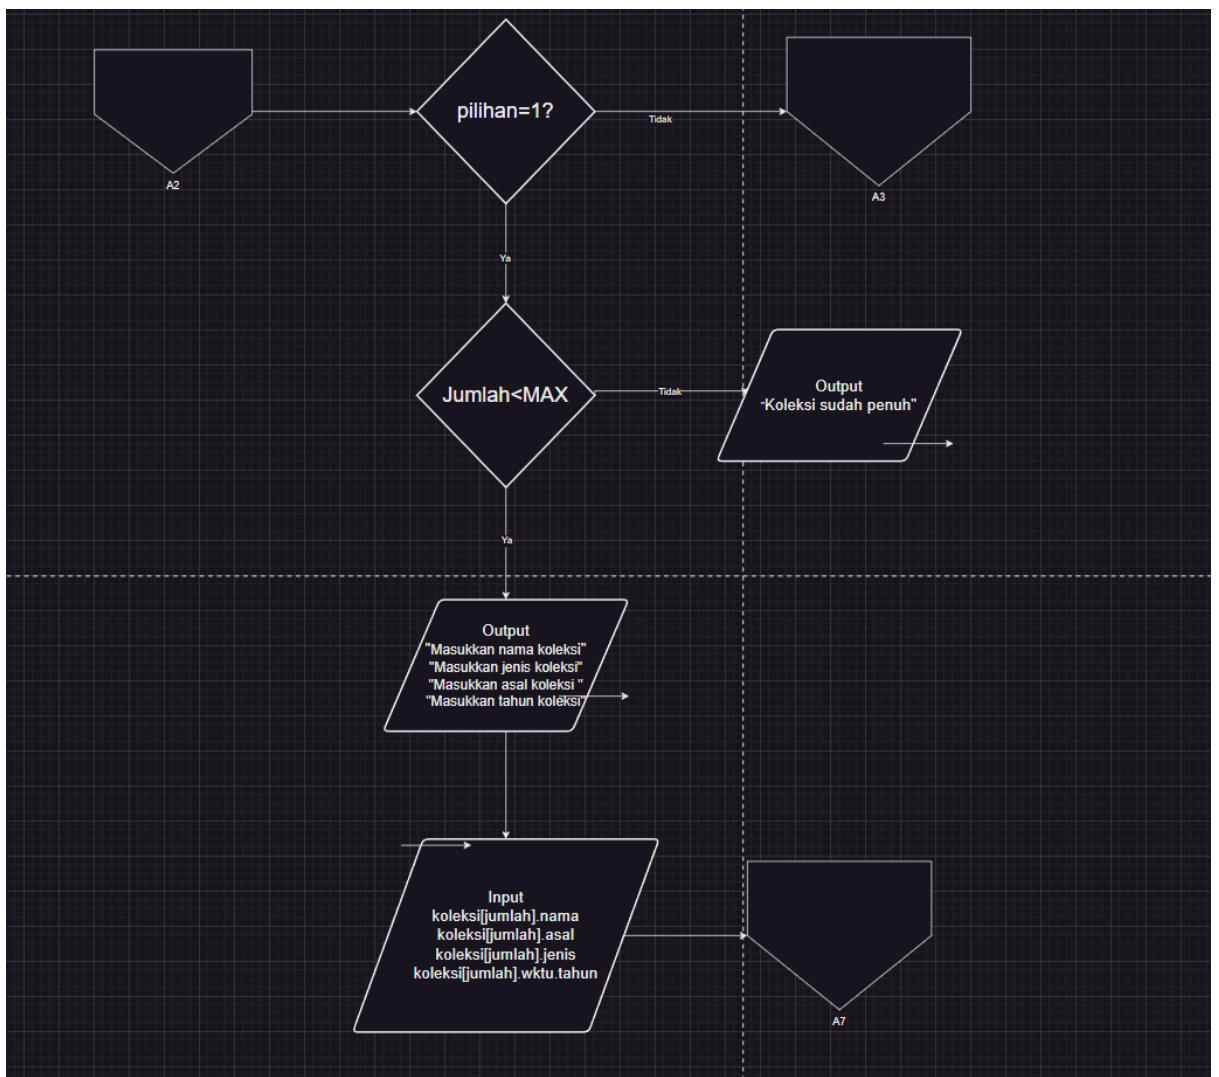 pilihan=1?
Tidak
A2
A3
Ya
Jumlah<MAX
Tidak
Output
"Koleksi sudah penuh"
Ya
Output
"Masukkan nama koleksi"
"Masukkan jenis koleksi"
"Masukkan asal koleksi "
"Masukkan tahun koleksi"
Input
koleksi[jumlah].nama
koleksi[jumlah].asal
koleksi[jumlah].jenis
koleksi[jumlah].wktu.tahun
A7